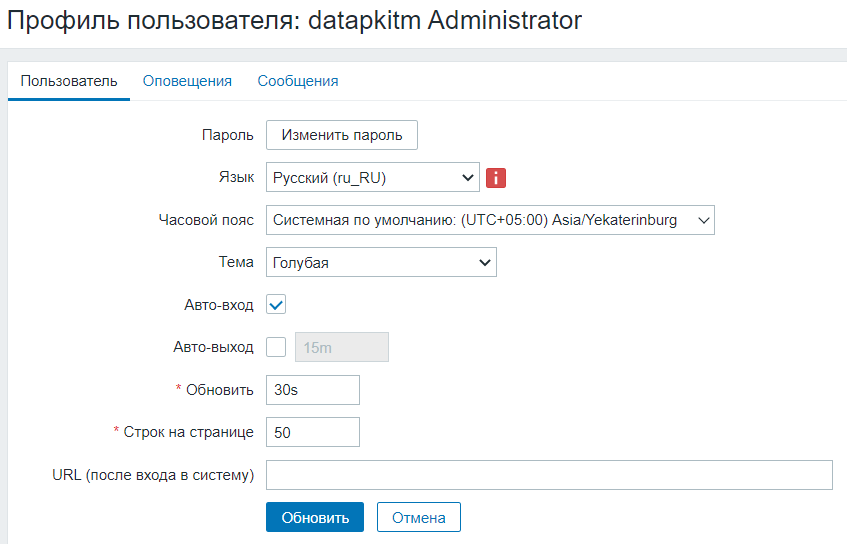 Профиль пользователя: datapkitm Administrator
Пользователь Оповещения Сообщения
Пароль Изменить пароль
Язык Русский (ru_RU) i
Часовой пояс Системная по умолчанию: (UTC+05:00) Asia/Yekaterinburg
Тема Голубая
Авто-вход
Авто-выход 15m
* Обновить 30s
* Строк на странице 50
URL (после входа в систему)
Обновить Отмена